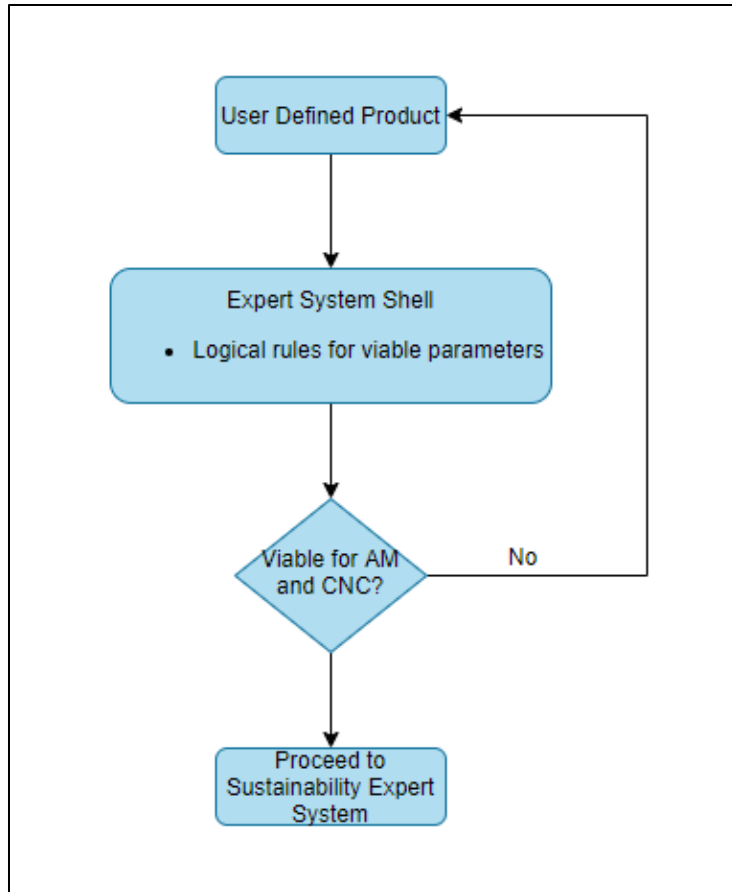 User Defined Product
Expert System Shell
• Logical rules for viable parameters
Viable for AM
and CNC?
No
Proceed to
Sustainability Expert
System